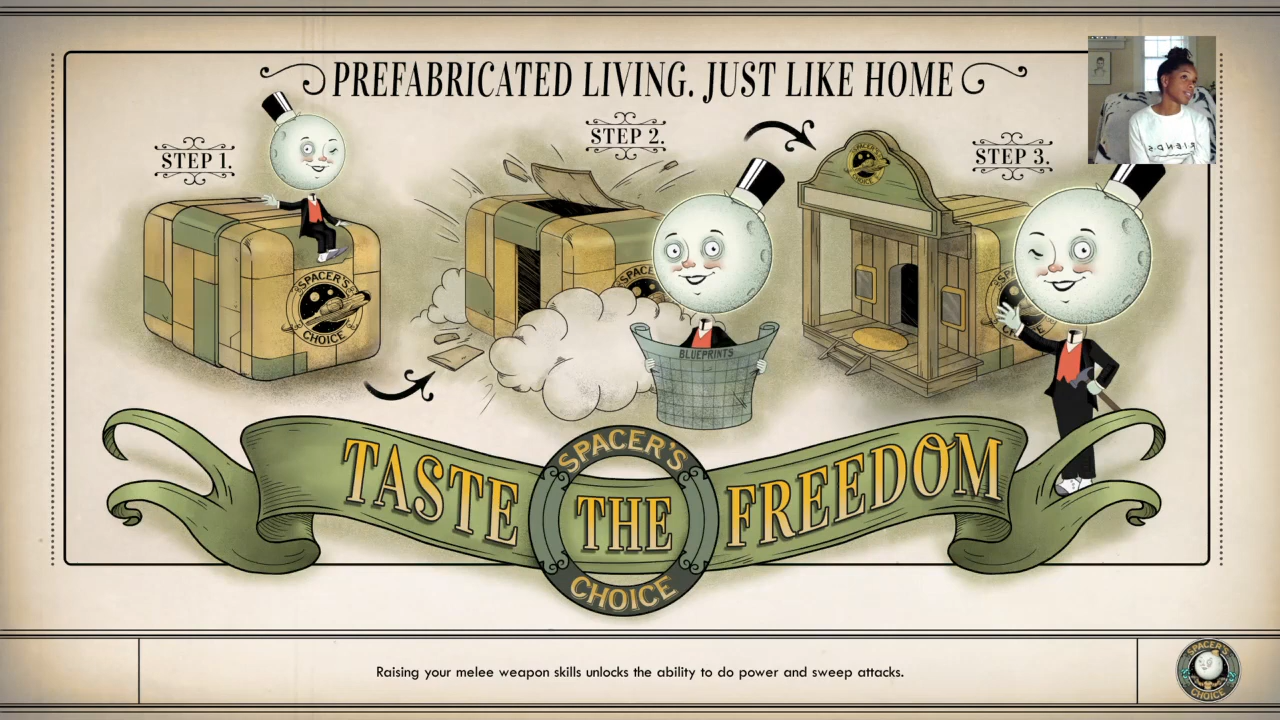 PREFABRICATED LIVING. JUST LIKE HOME
STEP 1.
STEP 2.
STEP 3.
SPACER'S
CHOICE
SPACER'S
BLUEPRINTS
SPACER'S
CHOICE
SPACER'S
TASTE THE FREEDOM
CHOICE
Raising your melee weapon skills unlocks the ability to do power and sweep attacks.
SPACER'S
CHOICE
FRIENDS